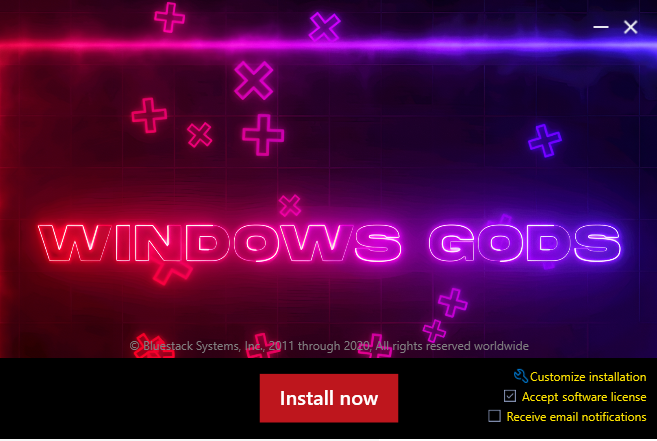 WINDOWS GODS
© Bluestack Systems, Inc, 2011 through 2020, All rights reserved worldwide
Install now
Customize installation
Accept software license
Receive email notifications